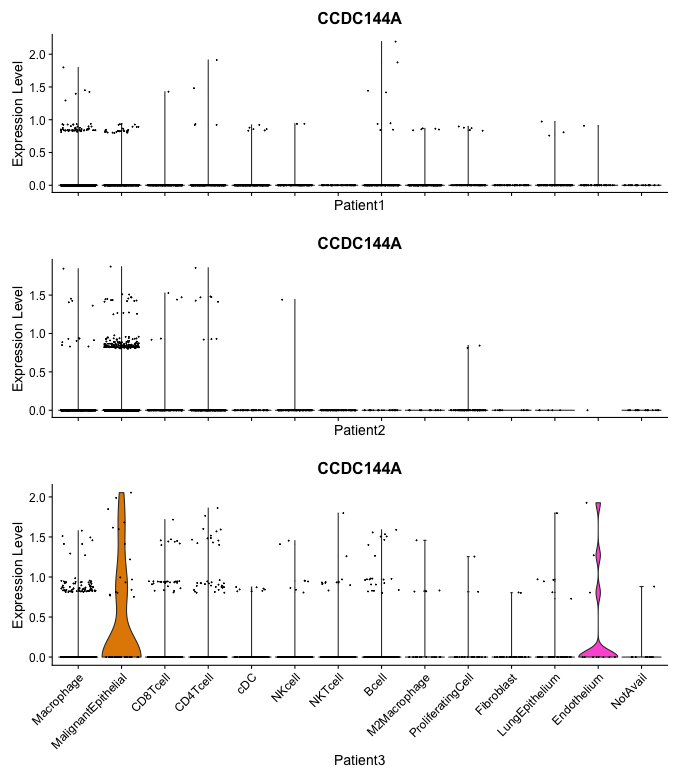 CCDC144A
Expression Level
2.0
1.5
1.0
0.5
0.0
Patient1
CCDC144A
Expression Level
1.5
1.0
0.5
0.0
Patient2
CCDC144A
Expression Level
2.0
1.5
1.0
0.5
0.0
Macrophage
MalignantEpithelial
CD8Tcell
CD4Tcell
cDC
NKcell
NKTcell
Bcell
M2Macrophage
ProliferatingCell
Fibroblast
LungEpithelium
Endothelium
NotAvail
Patient3